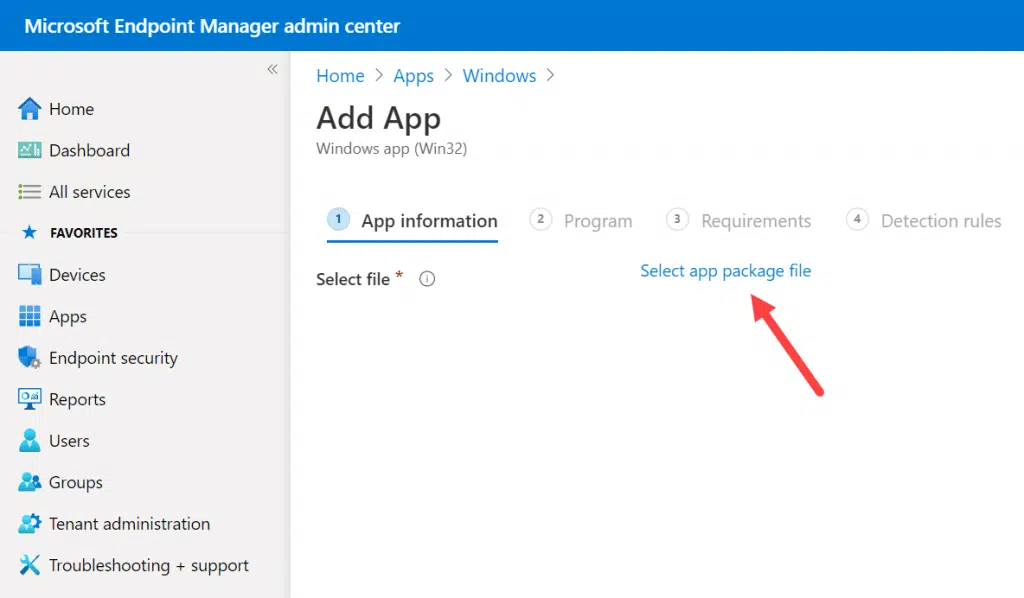 Microsoft Endpoint Manager admin center
«
Home
Dashboard
All services
FAVORITES
Devices
Apps
Endpoint security
Reports
Users
Groups
Tenant administration
Troubleshooting + support
Home > Apps > Windows >
Add App
Windows app (Win32)
1 App information 2 Program 3 Requirements 4 Detection rules
Select file * i Select app package file